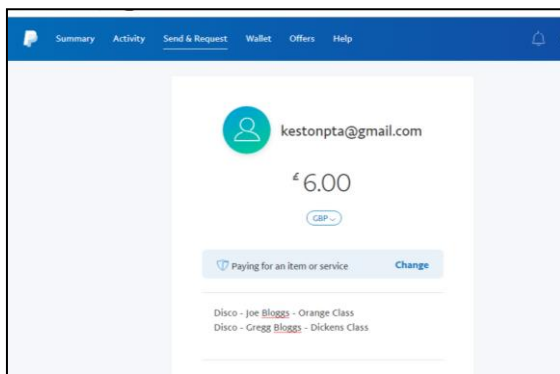 Summary Activity Send & Request Wallet Offers Help
kestonpta@gmail.com
£6.00
GBP
Paying for an item or service Change
Disco - Joe Bloggs - Orange Class
Disco - Gregg Bloggs - Dickens Class